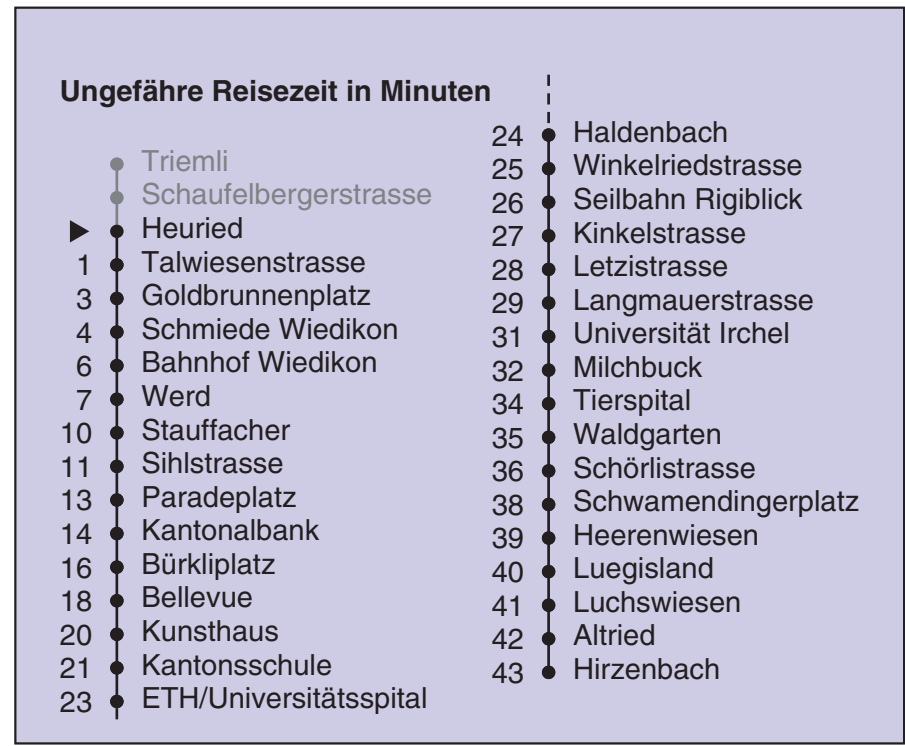 Ungefähre Reisezeit in Minuten
Triemli
Schaufelbergerstrasse
Heuried
1 Talwiesenstrasse
3 Goldbrunnenplatz
4 Schmiede Wiedikon
6 Bahnhof Wiedikon
7 Werd
10 Stauffacher
11 Sihlstrasse
13 Paradeplatz
14 Kantonalbank
16 Bürkliplatz
18 Bellevue
20 Kunsthaus
21 Kantonsschule
23 ETH/Universitätsspital
24 Haldenbach
25 Winkelriedstrasse
26 Seilbahn Rigiblick
27 Kinkelstrasse
28 Letzistrasse
29 Langmauerstrasse
31 Universität Irchel
32 Milchbuck
34 Tierspital
35 Waldgarten
36 Schörlistrasse
38 Schwamendingerplatz
39 Heerenwiesen
40 Luegisland
41 Luchswiesen
42 Altried
43 Hirzenbach